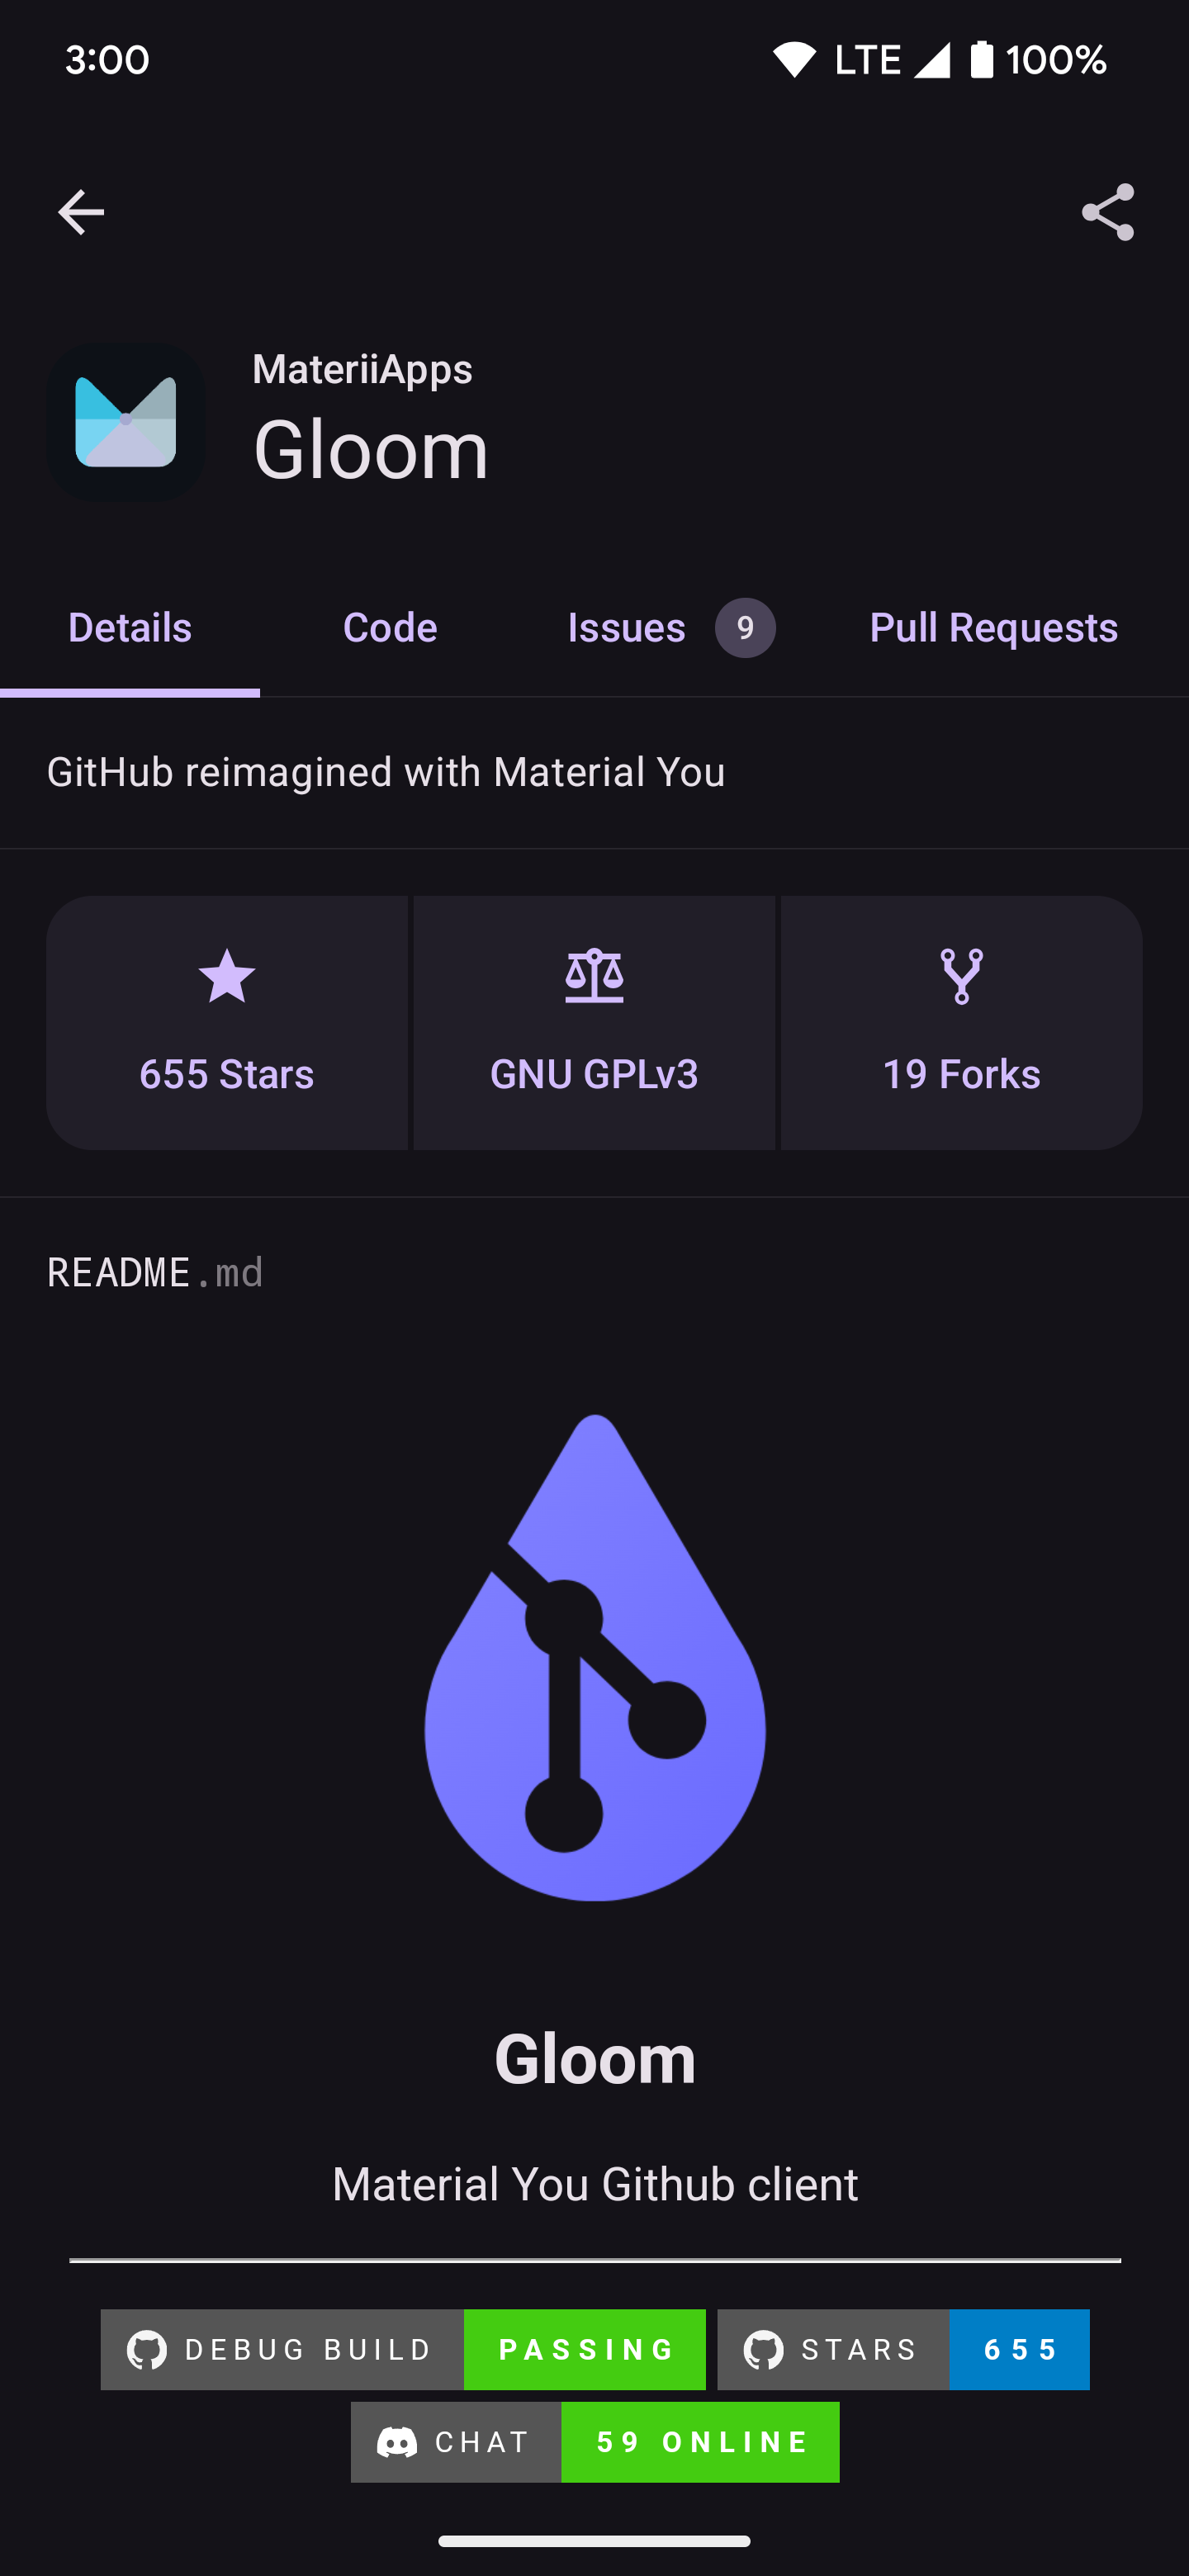 3:00 LTE 100%
MateriiApps
Gloom
Details Code Issues 9 Pull Requests
GitHub reimagined with Material You
655 Stars GNU GPLv3 19 Forks
README.md
Gloom
Material You Github client
DEBUG BUILD PASSING STARS 655
CHAT 59 ONLINE